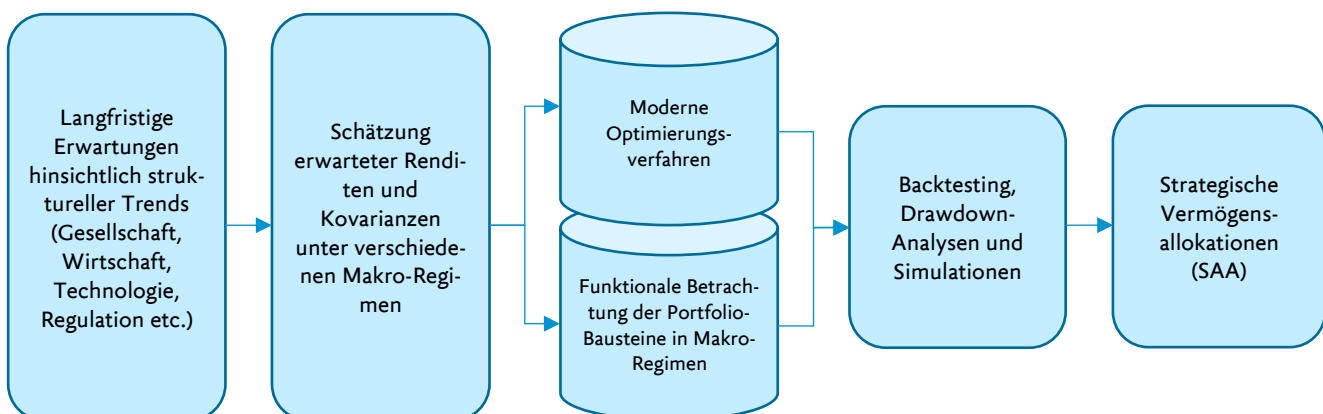 Langfristige
Erwartungen
hinsichtlich struk-
tureller Trends
(Gesellschaft,
Wirtschaft,
Technologie,
Regulation etc.)
Schätzung
erwarteter Rendi-
ten und
Kovarianzen
unter verschiede-
nen Makro-Regi-
men
Moderne
Optimierungs-
verfahren
Funktionale Betrach-
tung der Portfolio-
Bausteine in Makro-
Regimen
Backtesting,
Drawdown-
Analysen und
Simulationen
Strategische
Vermögens-
allokationen
(SAA)